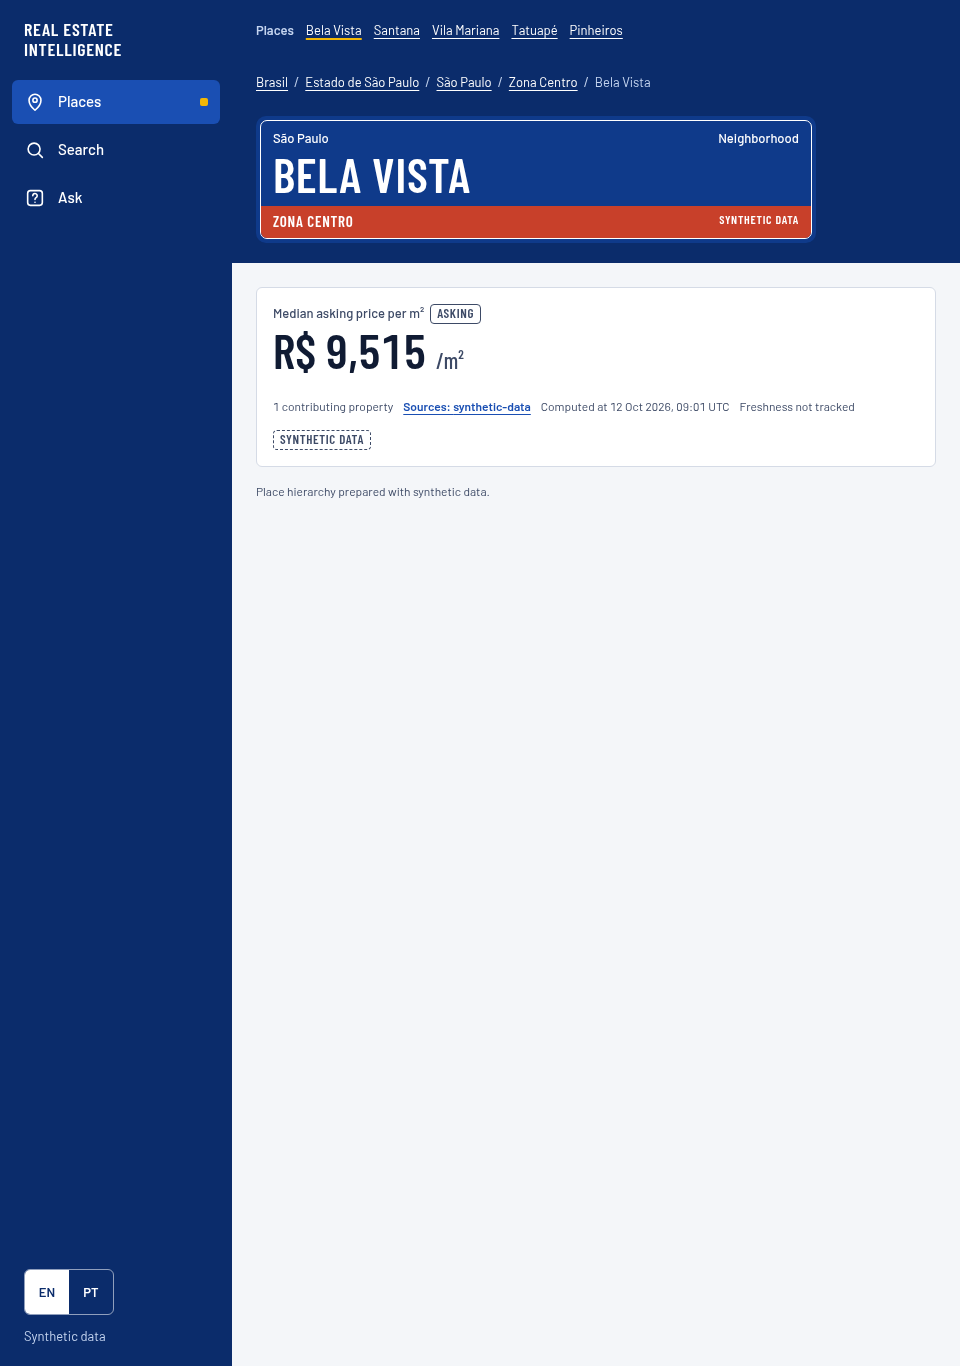 REAL ESTATE
INTELLIGENCE
Places
Search
Ask
Places Bela Vista Santana Vila Mariana Tatuapé Pinheiros
Brasil / Estado de São Paulo / São Paulo / Zona Centro / Bela Vista
São Paulo Neighborhood
BELA VISTA
ZONA CENTRO SYNTHETIC DATA
Median asking price per m² ASKING
R$ 9,515 /m²
1 contributing property Sources: synthetic-data Computed at 12 Oct 2026, 09:01 UTC Freshness not tracked
SYNTHETIC DATA
Place hierarchy prepared with synthetic data.
EN PT
Synthetic data